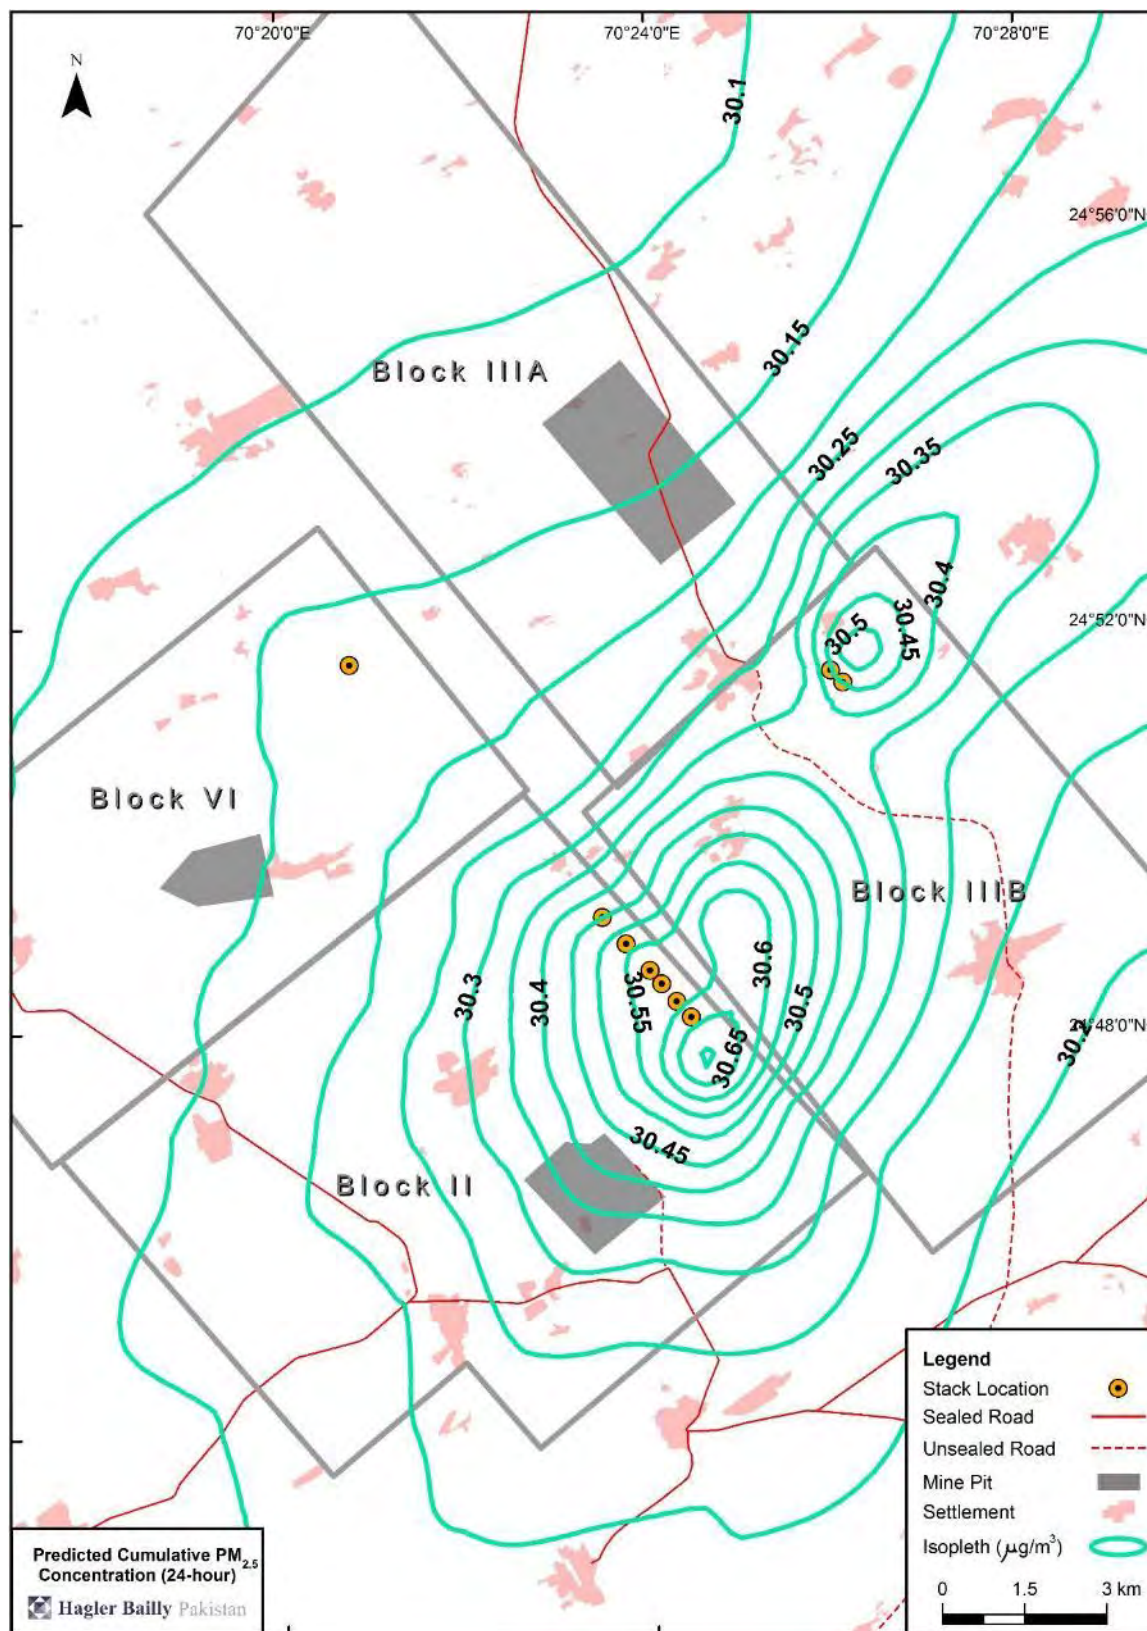 70°20'0"E
70°24'0"E
70°28'0"E
N
30.1
24°56'0"N
30.15
Block IIIA
30.25
30.35
30.4
30.45
30.5
24°52'0"N
Block VI
Block IIIB
30.6
30.3
30.4
30.55
30.5
24°48'0"N
30.2
30.65
30.45
Block II
Legend
Stack Location
Sealed Road
Unsealed Road
Mine Pit
Settlement
Isopleth (µg/m³)
0 1.5 3 km
Predicted Cumulative PM2.5
Concentration (24-hour)
Hagler Bailly Pakistan